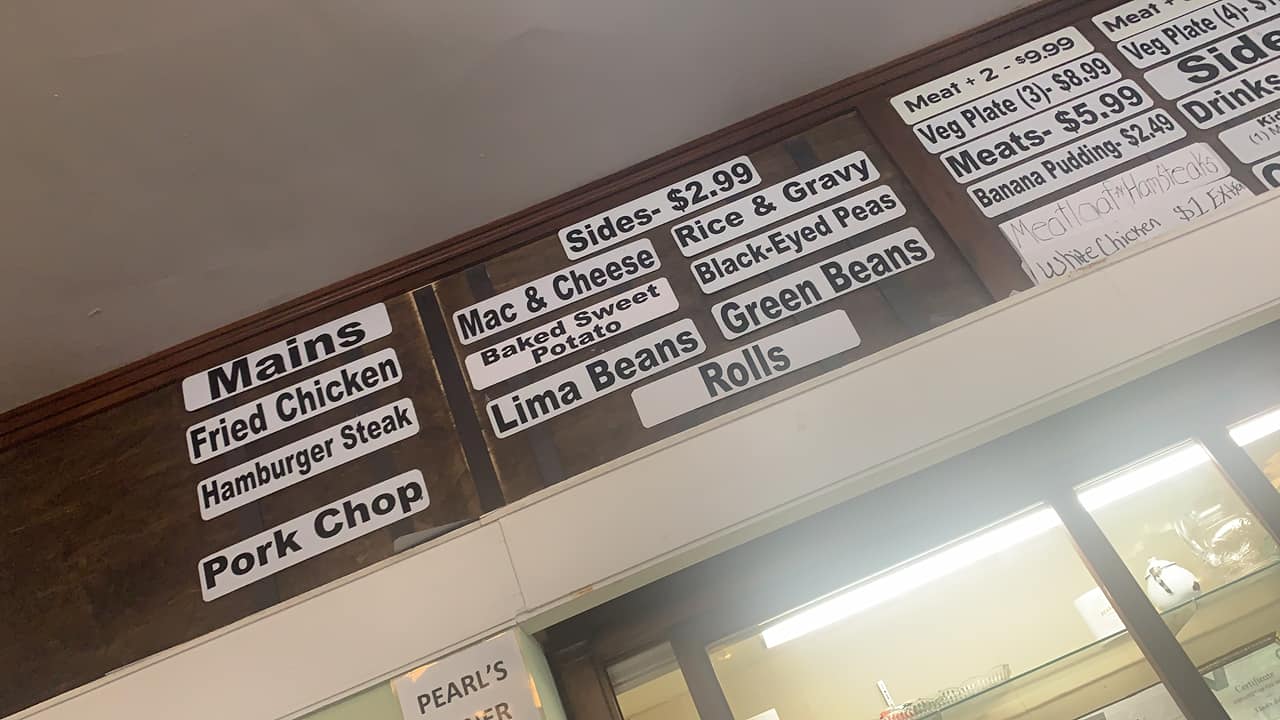 Mains
Fried Chicken
Hamburger Steak
Pork Chop
Sides- $2.99
Mac & Cheese
Baked Sweet
Potato
Lima Beans
Rice & Gravy
Black-Eyed Peas
Green Beans
Rolls
Meat + 2 - $9.99
Veg Plate (3)- $8.99
Meats- $5.99
Banana Pudding- $2.49
Meatloaf Hamsteaks
White Chicken $1 Extra
Meat +
Veg Plate (4)-
Side
Drinks
PEARL'S